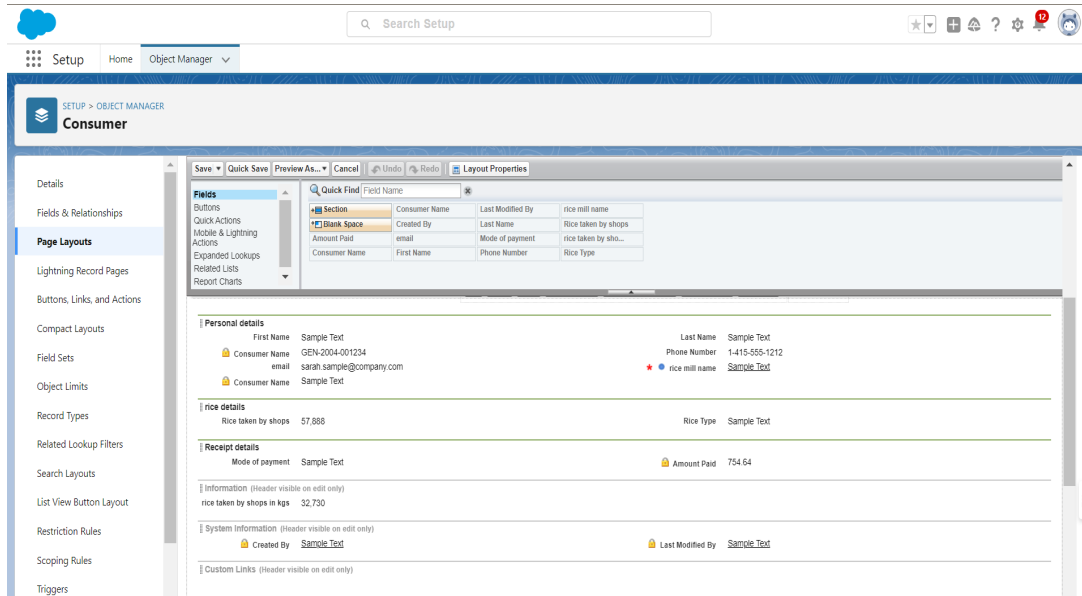 Search Setup
12
Setup Home Object Manager
SETUP > OBJECT MANAGER
Consumer
Details
Fields & Relationships
Page Layouts
Lightning Record Pages
Buttons, Links, and Actions
Compact Layouts
Field Sets
Object Limits
Record Types
Related Lookup Filters
Search Layouts
List View Button Layout
Restriction Rules
Scoping Rules
Triggers
Save Quick Save Preview As... Cancel Undo Redo Layout Properties
Fields
Buttons
Quick Actions
Mobile & Lightning
Actions
Expanded Lookups
Related Lists
Report Charts
Quick Find Field Name
Section Consumer Name Last Modified By rice mill name
Blank Space Created By Last Name Rice taken by shops
Amount Paid email Mode of payment rice taken by sho...
Consumer Name First Name Phone Number Rice Type
Personal details
First Name Sample Text Last Name Sample Text
Consumer Name GEN-2004-001234 Phone Number 1-415-555-1212
email sarah.sample@company.com rice mill name Sample Text
Consumer Name Sample Text
rice details
Rice taken by shops 57,888 Rice Type Sample Text
Receipt details
Mode of payment Sample Text Amount Paid 754.64
Information (Header visible on edit only)
rice taken by shops in kgs 32,730
System Information (Header visible on edit only)
Created By Sample Text Last Modified By Sample Text
Custom Links (Header visible on edit only)